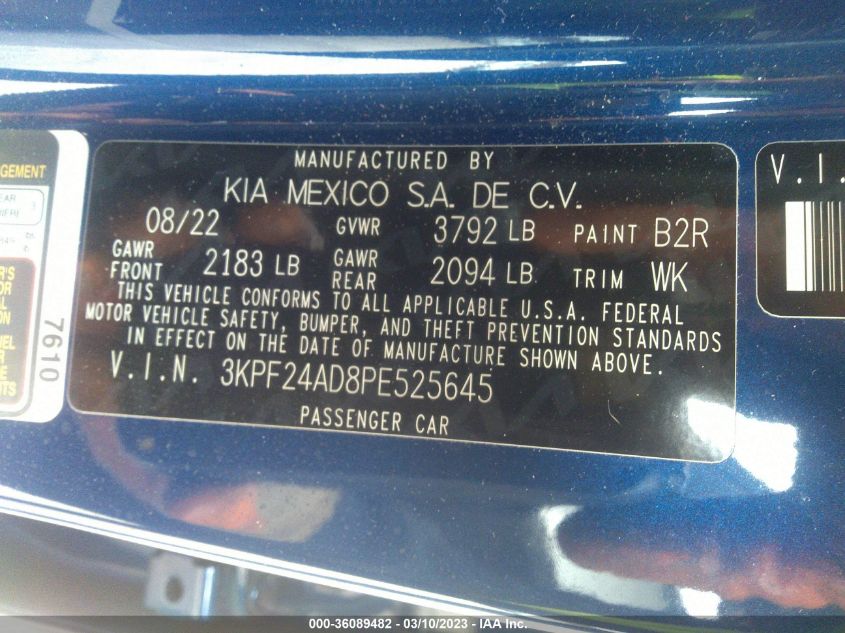 MANUFACTURED BY
KIA MEXICO S.A. DE C.V.
08/22 GVWR 3792 LB PAINT B2R
GAWR FRONT 2183 LB GAWR REAR 2094 LB TRIM WK
THIS VEHICLE CONFORMS TO ALL APPLICABLE U.S.A. FEDERAL
MOTOR VEHICLE SAFETY, BUMPER, AND THEFT PREVENTION STANDARDS
IN EFFECT ON THE DATE OF MANUFACTURE SHOWN ABOVE.
V.I.N. 3KPF24AD8PE525645
PASSENGER CAR
7610
V.I.
000-36089482 - 03/10/2023 - IAA Inc.